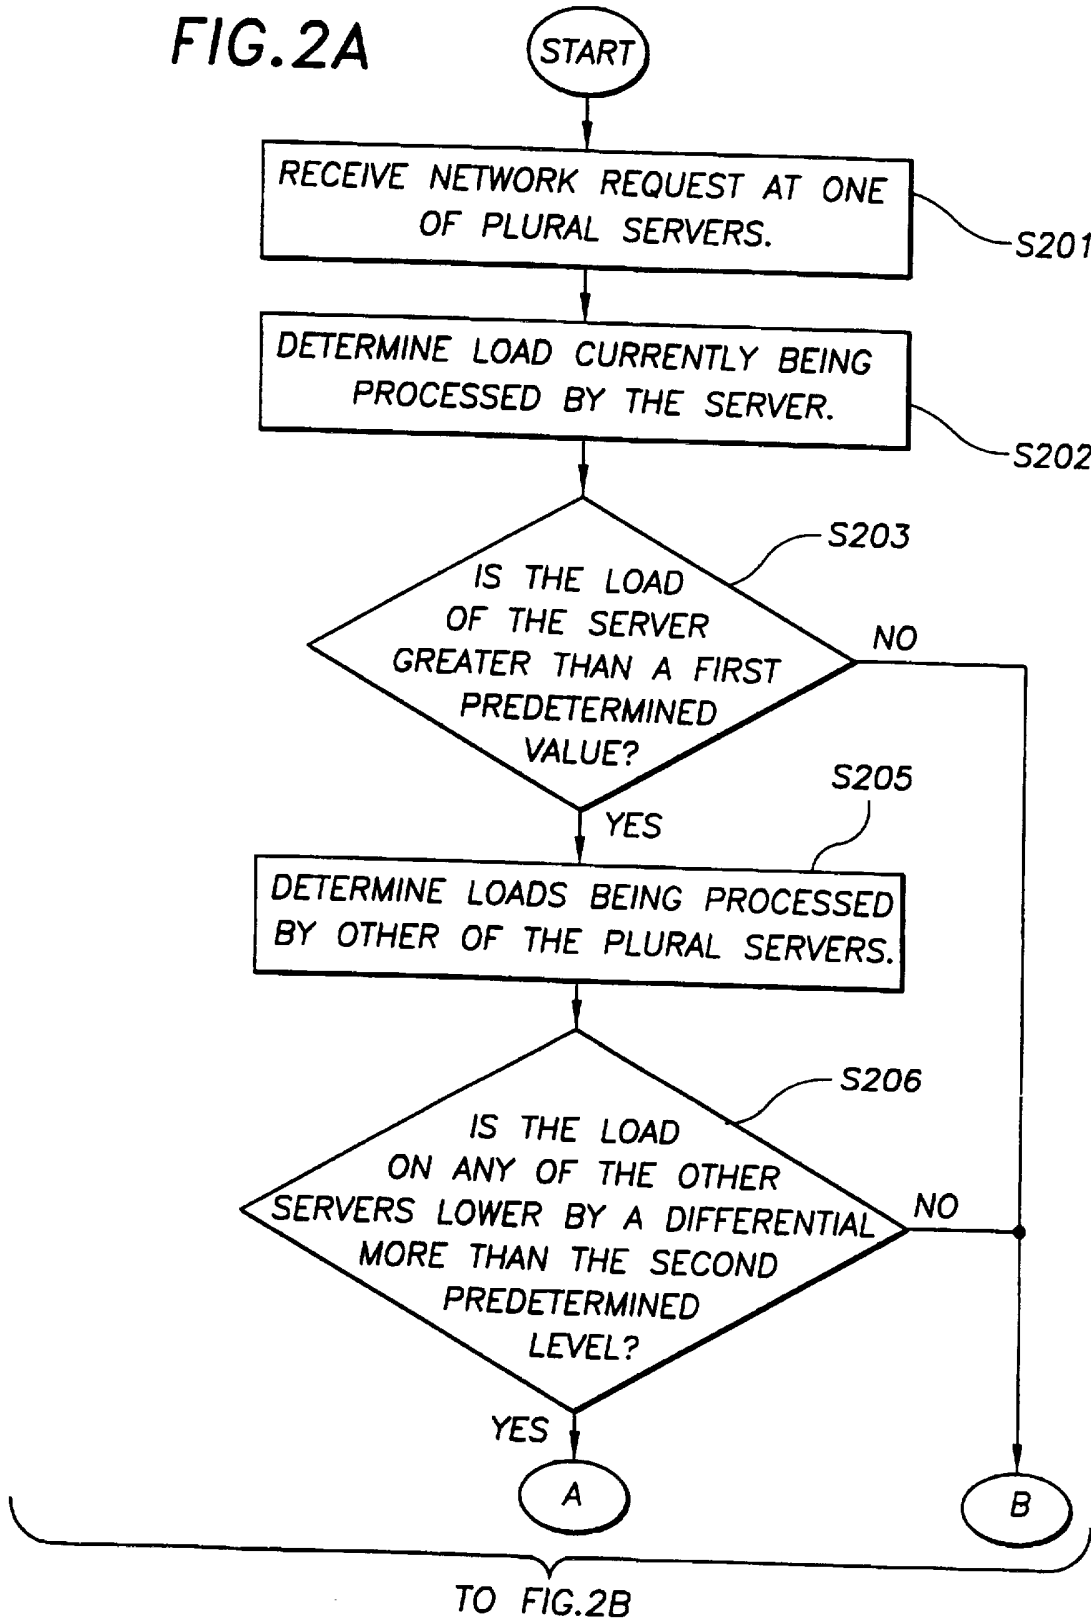 FIG.2A
START
RECEIVE NETWORK REQUEST AT ONE
OF PLURAL SERVERS.
S201
DETERMINE LOAD CURRENTLY BEING
PROCESSED BY THE SERVER.
S202
S203
IS THE LOAD
OF THE SERVER
GREATER THAN A FIRST
PREDETERMINED
VALUE?
NO
YES
S205
DETERMINE LOADS BEING PROCESSED
BY OTHER OF THE PLURAL SERVERS.
S206
IS THE LOAD
ON ANY OF THE OTHER
SERVERS LOWER BY A DIFFERENTIAL
MORE THAN THE SECOND
PREDETERMINED
LEVEL?
NO
YES
A
B
TO FIG.2B